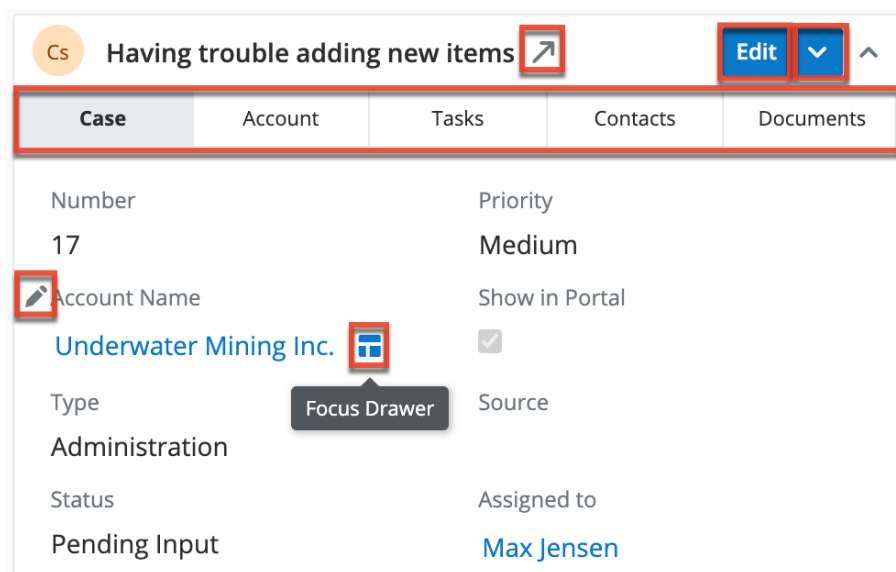 Cs Having trouble adding new items Edit
Case Account Tasks Contacts Documents
Number Priority
17 Medium
Account Name Show in Portal
Underwater Mining Inc.
Focus Drawer
Type Source
Administration
Status Assigned to
Pending Input Max Jensen